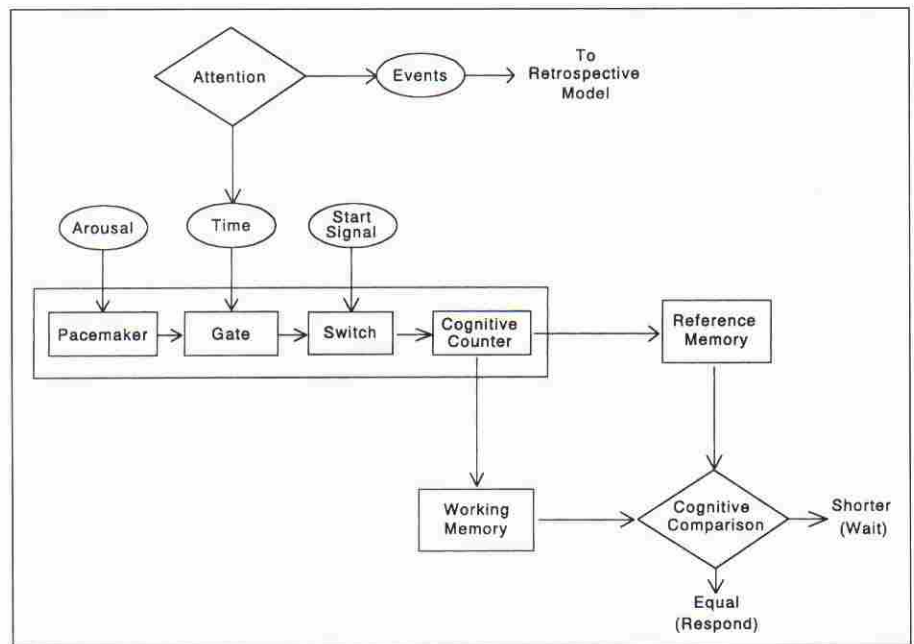 Attention
Events
To
Retrospective
Model
Arousal
Time
Start
Signal
Pacemaker
Gate
Switch
Cognitive
Counter
Reference
Memory
Working
Memory
Cognitive
Comparison
Shorter
(Wait)
Equal
(Respond)